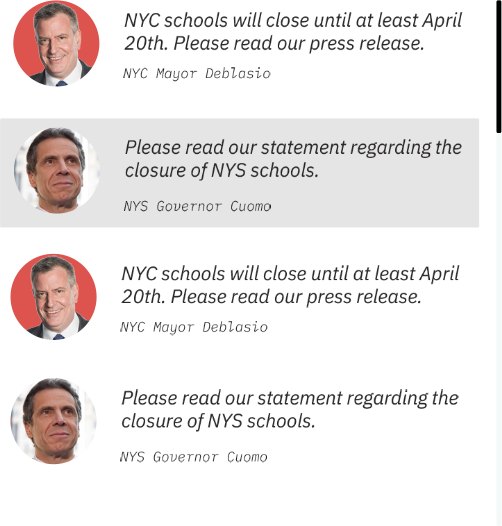 NYC schools will close until at least April
20th. Please read our press release.
NYC Mayor Deblasio
Please read our statement regarding the
closure of NYS schools.
NYS Governor Cuomo
NYC schools will close until at least April
20th. Please read our press release.
NYC Mayor Deblasio
Please read our statement regarding the
closure of NYS schools.
NYS Governor Cuomo